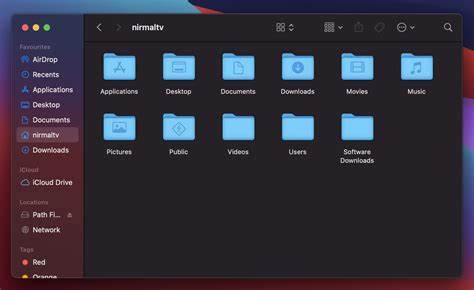 nirmaltv
Favourites
AirDrop
Recents
Applications
Desktop
Documents
nirmaltv
Downloads
iCloud
iCloud Drive
Locations
Path Fi...
Network
Tags
Red
Orange
Applications
Desktop
Documents
Downloads
Movies
Music
Pictures
Public
Videos
Users
Software
Downloads